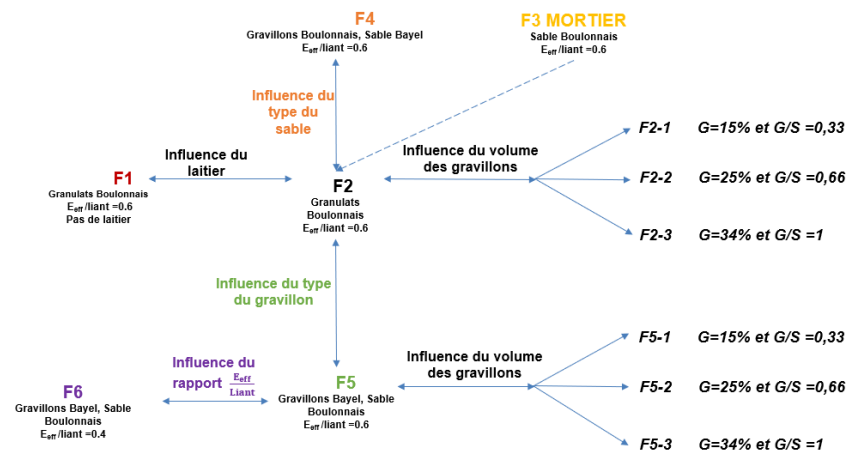 F4
Gravillons Boulonnais, Sable Bayel
Eeff /liant =0.6
F3 MORTIER
Sable Boulonnais
Eeff /liant =0.6
Influence du
type du
sable
Influence du
laitier
F1
Granulats Boulonnais
Eeff /liant =0.6
Pas de laitier
F2
Granulats
Boulonnais
Eeff /liant =0.6
Influence du volume
des gravillons
F2-1 G=15% et G/S =0,33
F2-2 G=25% et G/S =0,66
F2-3 G=34% et G/S =1
Influence du type
du gravillon
Influence du
rapport Eeff/Liant
F6
Gravillons Bayel, Sable
Boulonnais
Eeff /liant =0.4
F5
Gravillons Bayel, Sable
Boulonnais
Eeff /liant =0.6
Influence du volume
des gravillons
F5-1 G=15% et G/S =0,33
F5-2 G=25% et G/S =0,66
F5-3 G=34% et G/S =1